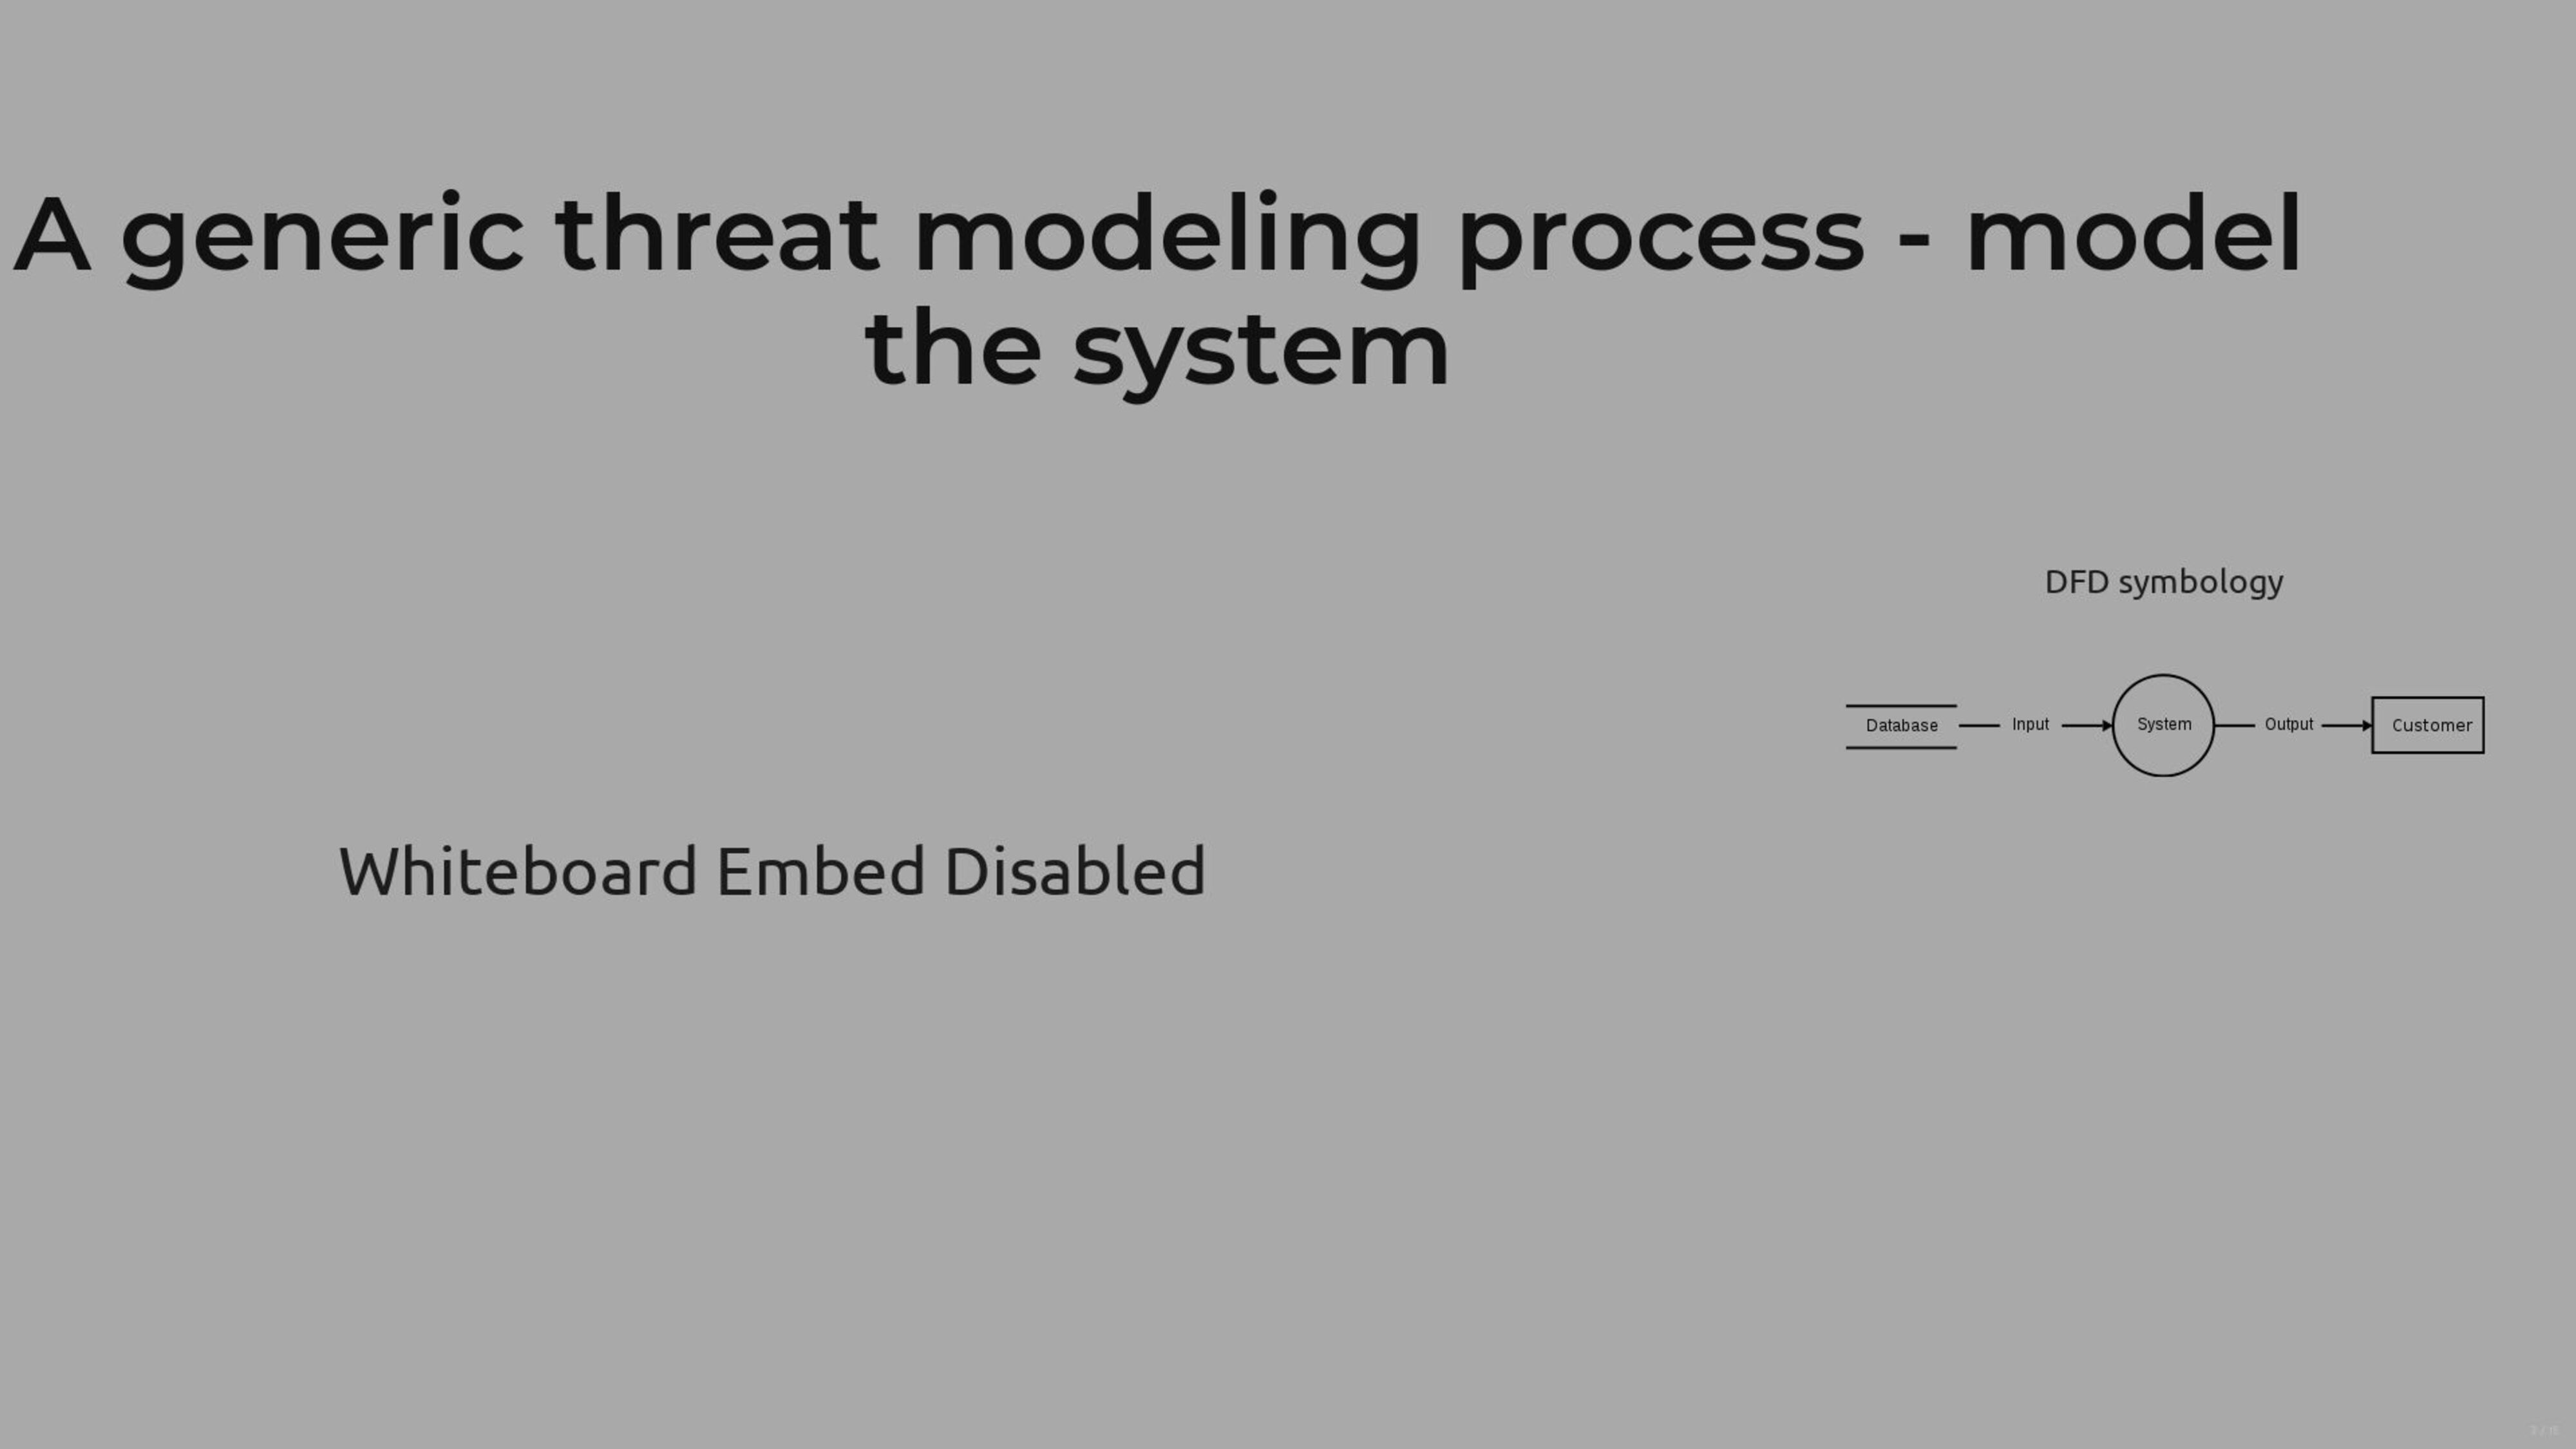 A generic threat modeling process - model
the system
DFD symbology
Database Input System Output Customer
Whiteboard Embed Disabled